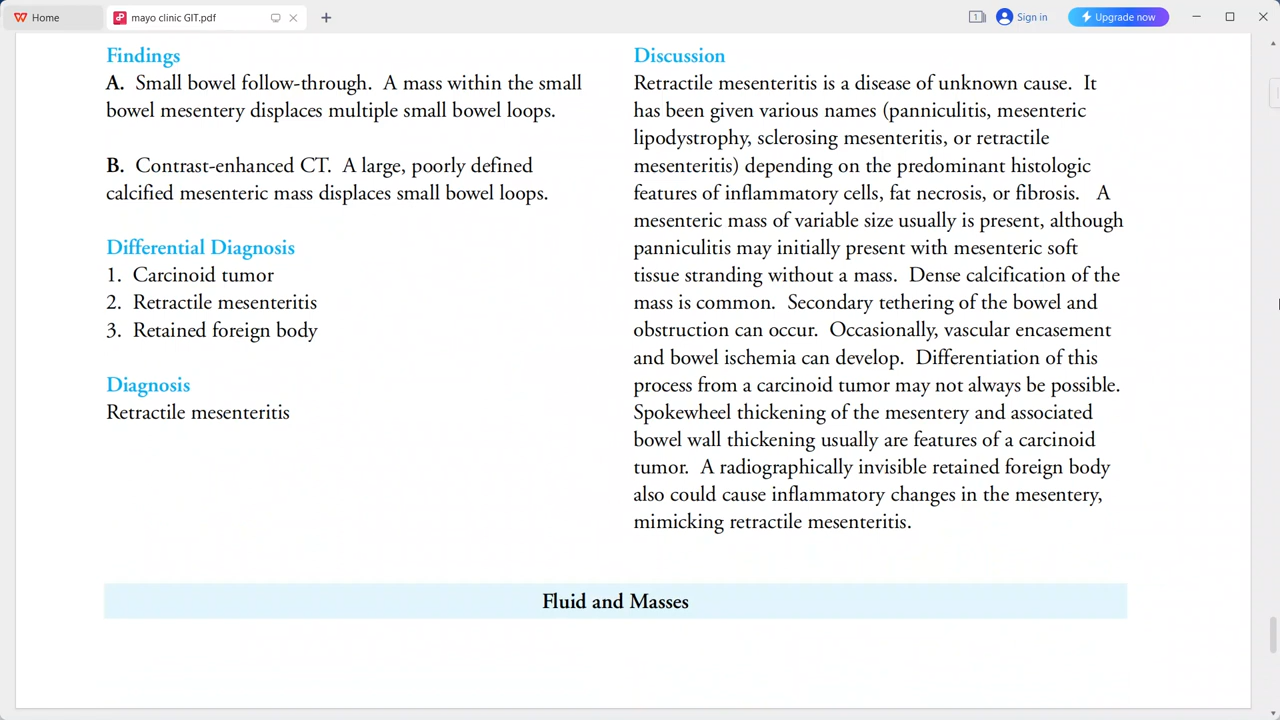 Home
mayo clinic GIT.pdf
1
Sign in
Upgrade now
Findings
A. Small bowel follow-through. A mass within the small
bowel mesentery displaces multiple small bowel loops.
B. Contrast-enhanced CT. A large, poorly defined
calcified mesenteric mass displaces small bowel loops.
Differential Diagnosis
1. Carcinoid tumor
2. Retractile mesenteritis
3. Retained foreign body
Diagnosis
Retractile mesenteritis
Discussion
Retractile mesenteritis is a disease of unknown cause. It
has been given various names (panniculitis, mesenteric
lipodystrophy, sclerosing mesenteritis, or retractile
mesenteritis) depending on the predominant histologic
features of inflammatory cells, fat necrosis, or fibrosis. A
mesenteric mass of variable size usually is present, although
panniculitis may initially present with mesenteric soft
tissue stranding without a mass. Dense calcification of the
mass is common. Secondary tethering of the bowel and
obstruction can occur. Occasionally, vascular encasement
and bowel ischemia can develop. Differentiation of this
process from a carcinoid tumor may not always be possible.
Spokewheel thickening of the mesentery and associated
bowel wall thickening usually are features of a carcinoid
tumor. A radiographically invisible retained foreign body
also could cause inflammatory changes in the mesentery,
mimicking retractile mesenteritis.
Fluid and Masses